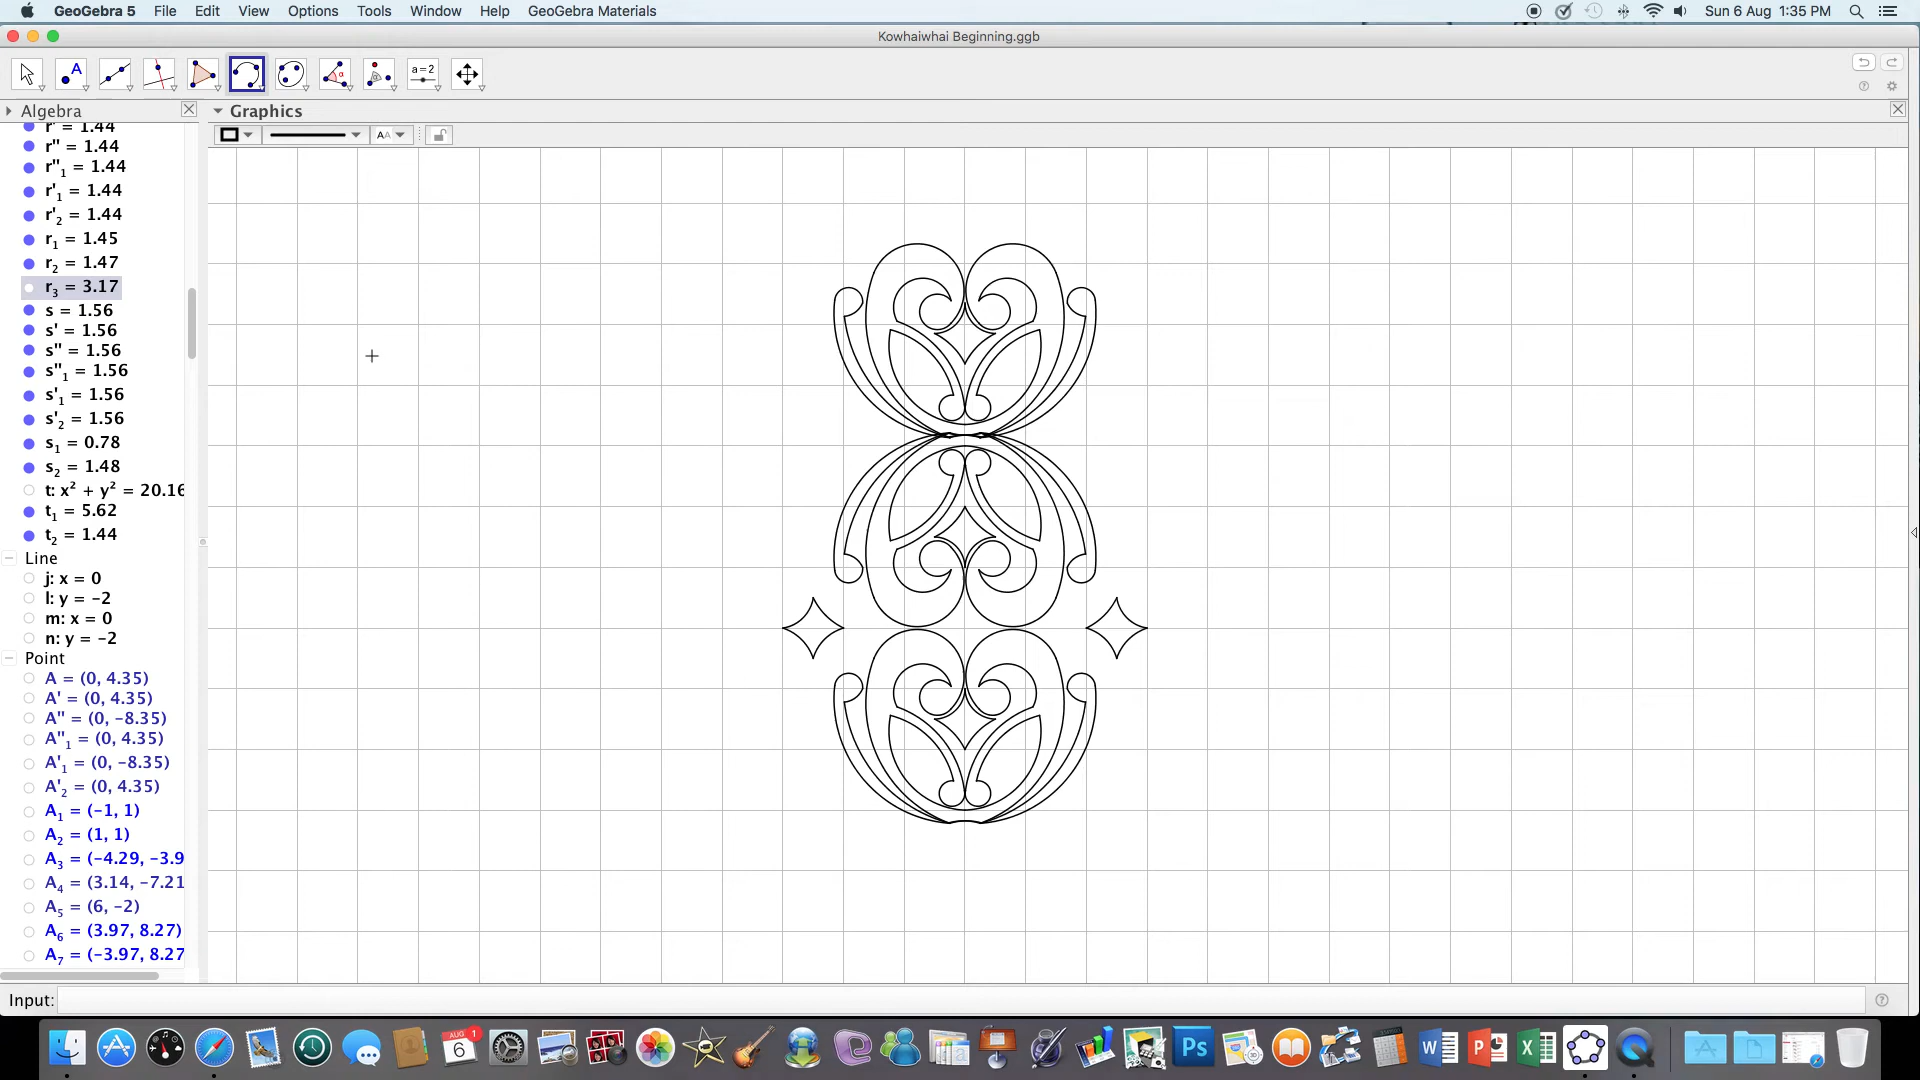 GeoGebra 5 File Edit View Options Tools Window Help GeoGebra Materials Sun 6 Aug 1:35 PM
Kowhaiwhai Beginning.ggb
A α a=2
Algebra
Graphics
AA
r' = 1.44
r" = 1.44
r"₁ = 1.44
r'₁ = 1.44
r'₂ = 1.44
r₁ = 1.45
r₂ = 1.47
r₃ = 3.17
s = 1.56
s' = 1.56
s" = 1.56
s"₁ = 1.56
s'₁ = 1.56
s'₂ = 1.56
s₁ = 0.78
s₂ = 1.48
t: x² + y² = 20.16
t₁ = 5.62
t₂ = 1.44
Line
j: x = 0
l: y = −2
m: x = 0
n: y = −2
Point
A = (0, 4.35)
A' = (0, 4.35)
A" = (0, −8.35)
A"₁ = (0, 4.35)
A'₁ = (0, −8.35)
A'₂ = (0, 4.35)
A₁ = (−1, 1)
A₂ = (1, 1)
A₃ = (−4.29, −3.9
A₄ = (3.14, −7.21
A₅ = (6, −2)
A₆ = (3.97, 8.27)
A₇ = (−3.97, 8.27
Input:
AUG 1
6
Ps
W P X